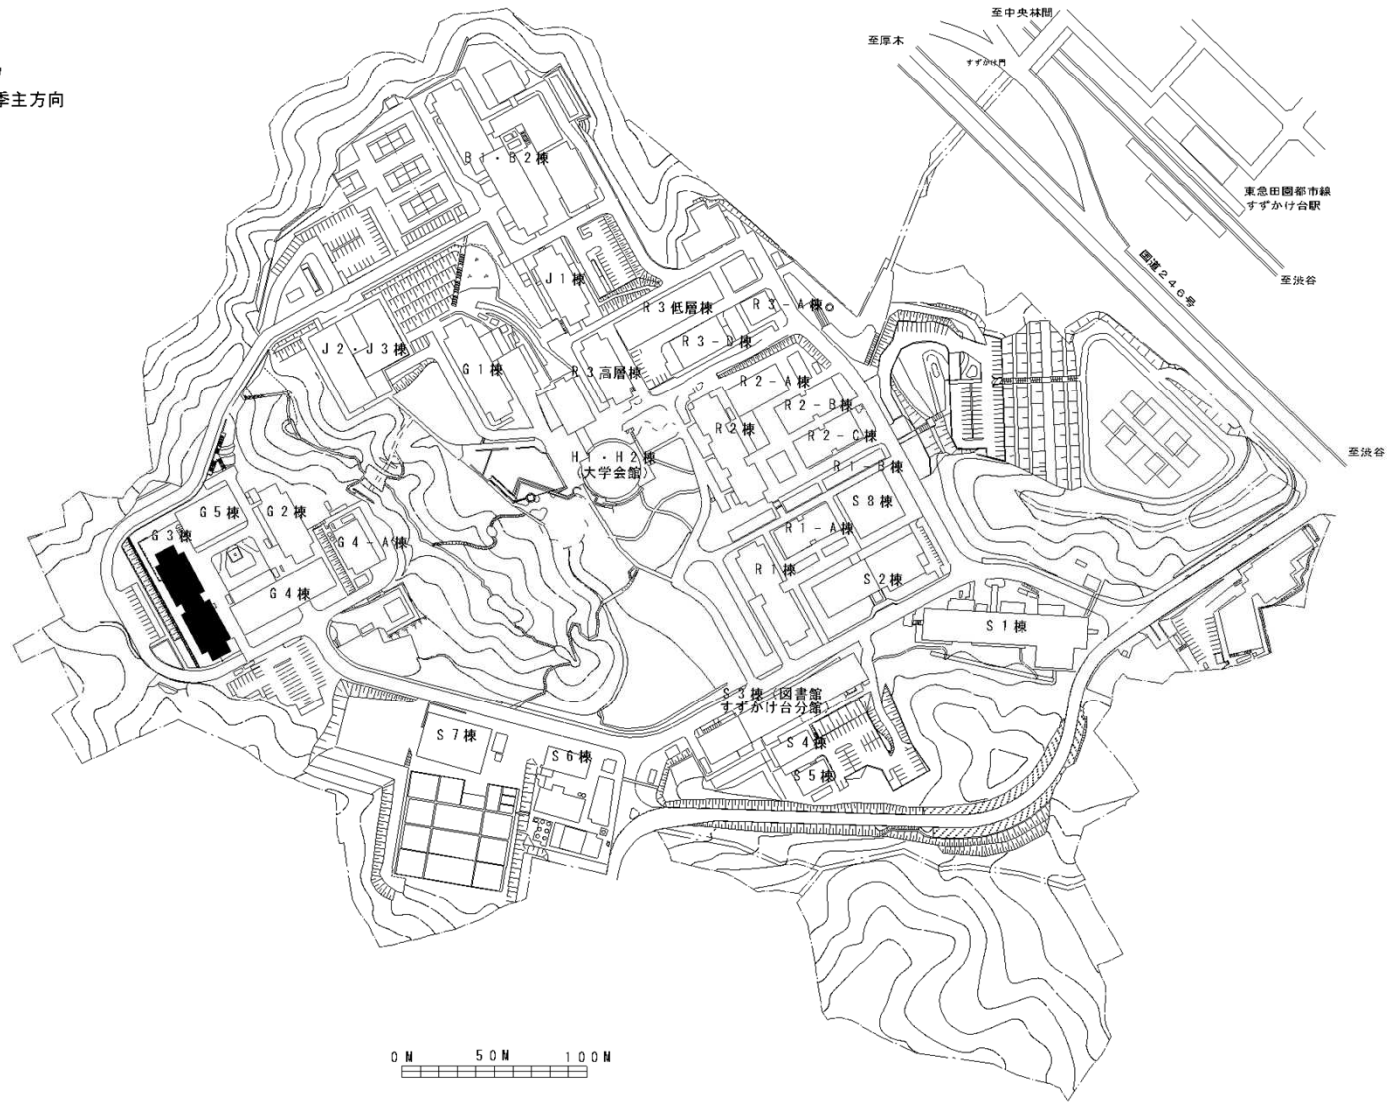 季主方向
至中央林間
至厚木
すずかけ門
東急田園都市線
すずかけ台駅
国道246号
至渋谷
至渋谷
B1・B2棟
J1棟
R3低層棟
R3-A棟
R3-D棟
J2・J3棟
G1棟
R3高層棟
R2-A棟
R2-B棟
R2棟
R2-C棟
H1・H2棟
(大学会館)
R1-B棟
S8棟
G5棟
G2棟
G3棟
G4-A棟
R1-A棟
R1棟
S2棟
G4棟
S1棟
S3棟(図書館
すずかけ台分館)
S7棟
S6棟
S4棟
S5棟
0M 50M 100M